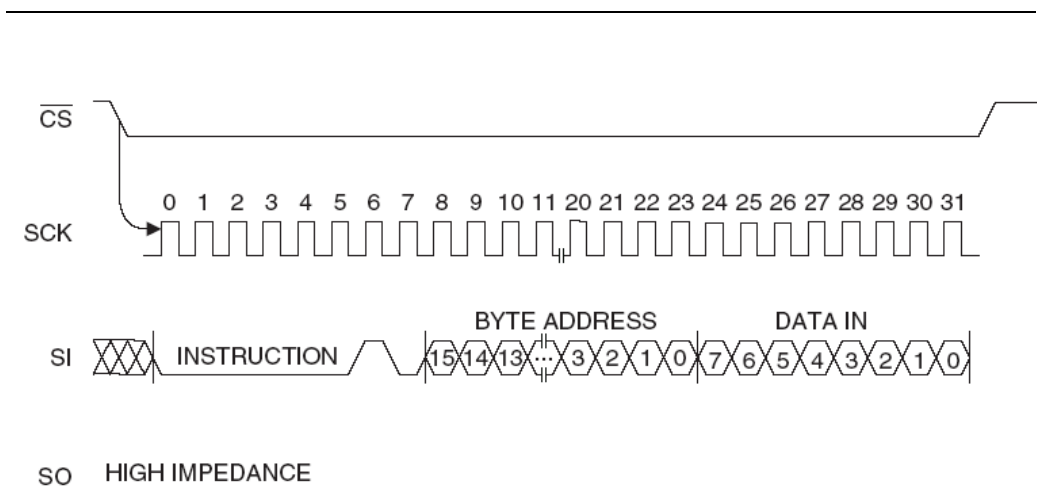 CS
0 1 2 3 4 5 6 7 8 9 10 11 20 21 22 23 24 25 26 27 28 29 30 31
SCK
BYTE ADDRESS DATA IN
SI INSTRUCTION 15 14 13 ... 3 2 1 0 7 6 5 4 3 2 1 0
SO HIGH IMPEDANCE